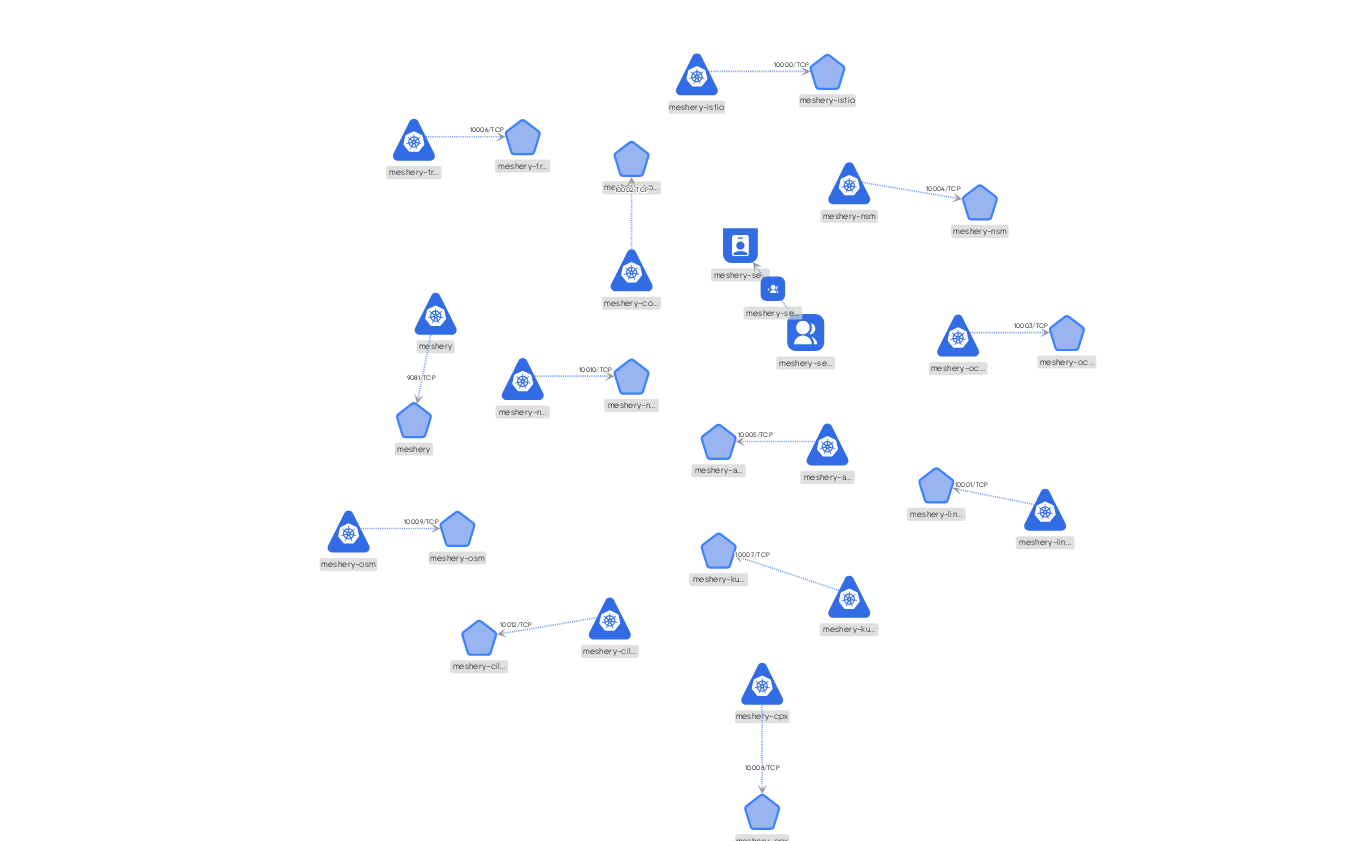 10000/TCP
meshery-istio
meshery-istio
10006/TCP
meshery-tr...
meshery-tr...
10002/TCP
meshery-co...
10004/TCP
meshery-nsm
meshery-nsm
meshery-se...
meshery-se...
meshery-se...
meshery
9081/TCP
meshery
10010/TCP
meshery-n...
meshery-n...
10003/TCP
meshery-oc...
meshery-oc...
10005/TCP
meshery-a...
meshery-a...
10001/TCP
meshery-lin...
meshery-lin...
10009/TCP
meshery-osm
meshery-osm
10007/TCP
meshery-ku...
meshery-ku...
10012/TCP
meshery-cil...
meshery-cil...
meshery-cpx
10008/TCP